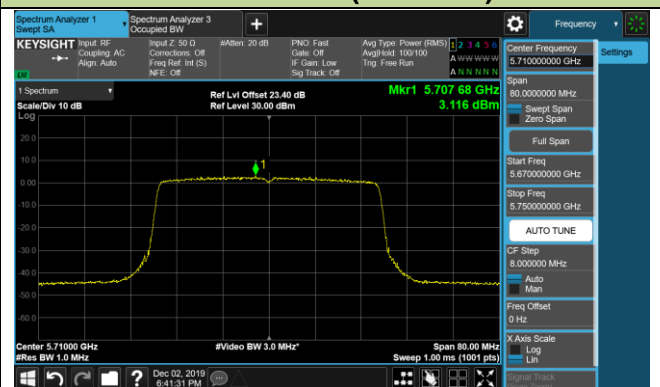 Spectrum Analyzer 1
Swept SA
Spectrum Analyzer 3
Occupied BW
Frequency
KEYSIGHT
Input: RF
Coupling: AC
Align: Auto
Input Z: 50 Ω
Corrections: Off
Freq Ref: Int (S)
NFE: Off
#Atten: 20 dB
PNO: Fast
Gate: Off
IF Gain: Low
Sig Track: Off
Avg Type: Power (RMS)
Avg|Hold: 100/100
Trig: Free Run
1 2 3 4 5 6
A W W W W W
A N N N N N
LXI
1 Spectrum
Scale/Div 10 dB
Log
Ref Lvl Offset 23.40 dB
Ref Level 30.00 dBm
Mkr1 5.707 68 GHz
3.116 dBm
20.0
10.0
0.00
-10.0
-20.0
-30.0
-40.0
-50.0
-60.0
1
Center 5.71000 GHz
#Res BW 1.0 MHz
#Video BW 3.0 MHz*
Span 80.00 MHz
Sweep 1.00 ms (1001 pts)
Dec 02, 2019
6:41:31 PM
Center Frequency
5.710000000 GHz
Settings
Span
80.0000000 MHz
Swept Span
Zero Span
Full Span
Start Freq
5.670000000 GHz
Stop Freq
5.750000000 GHz
AUTO TUNE
CF Step
8.000000 MHz
Auto
Man
Freq Offset
0 Hz
X Axis Scale
Log
Lin
Signal Track